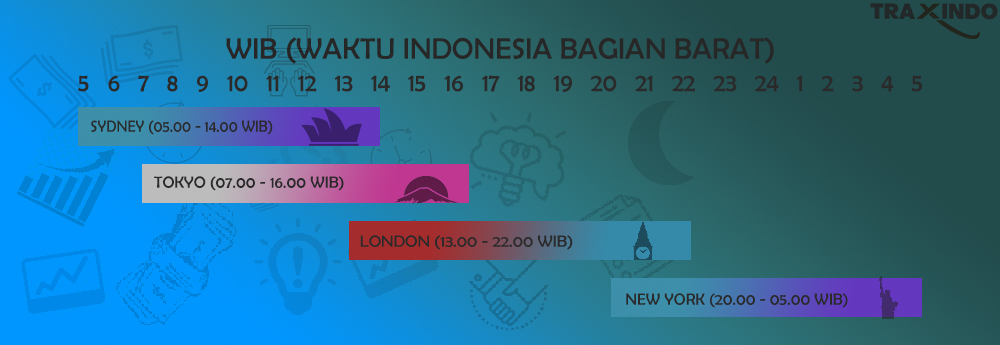 TRAXINDO
WIB (WAKTU INDONESIA BAGIAN BARAT)
5 6 7 8 9 10 11 12 13 14 15 16 17 18 19 20 21 22 23 24 1 2 3 4 5
SYDNEY (05.00 - 14.00 WIB)
TOKYO (07.00 - 16.00 WIB)
LONDON (13.00 - 22.00 WIB)
NEW YORK (20.00 - 05.00 WIB)